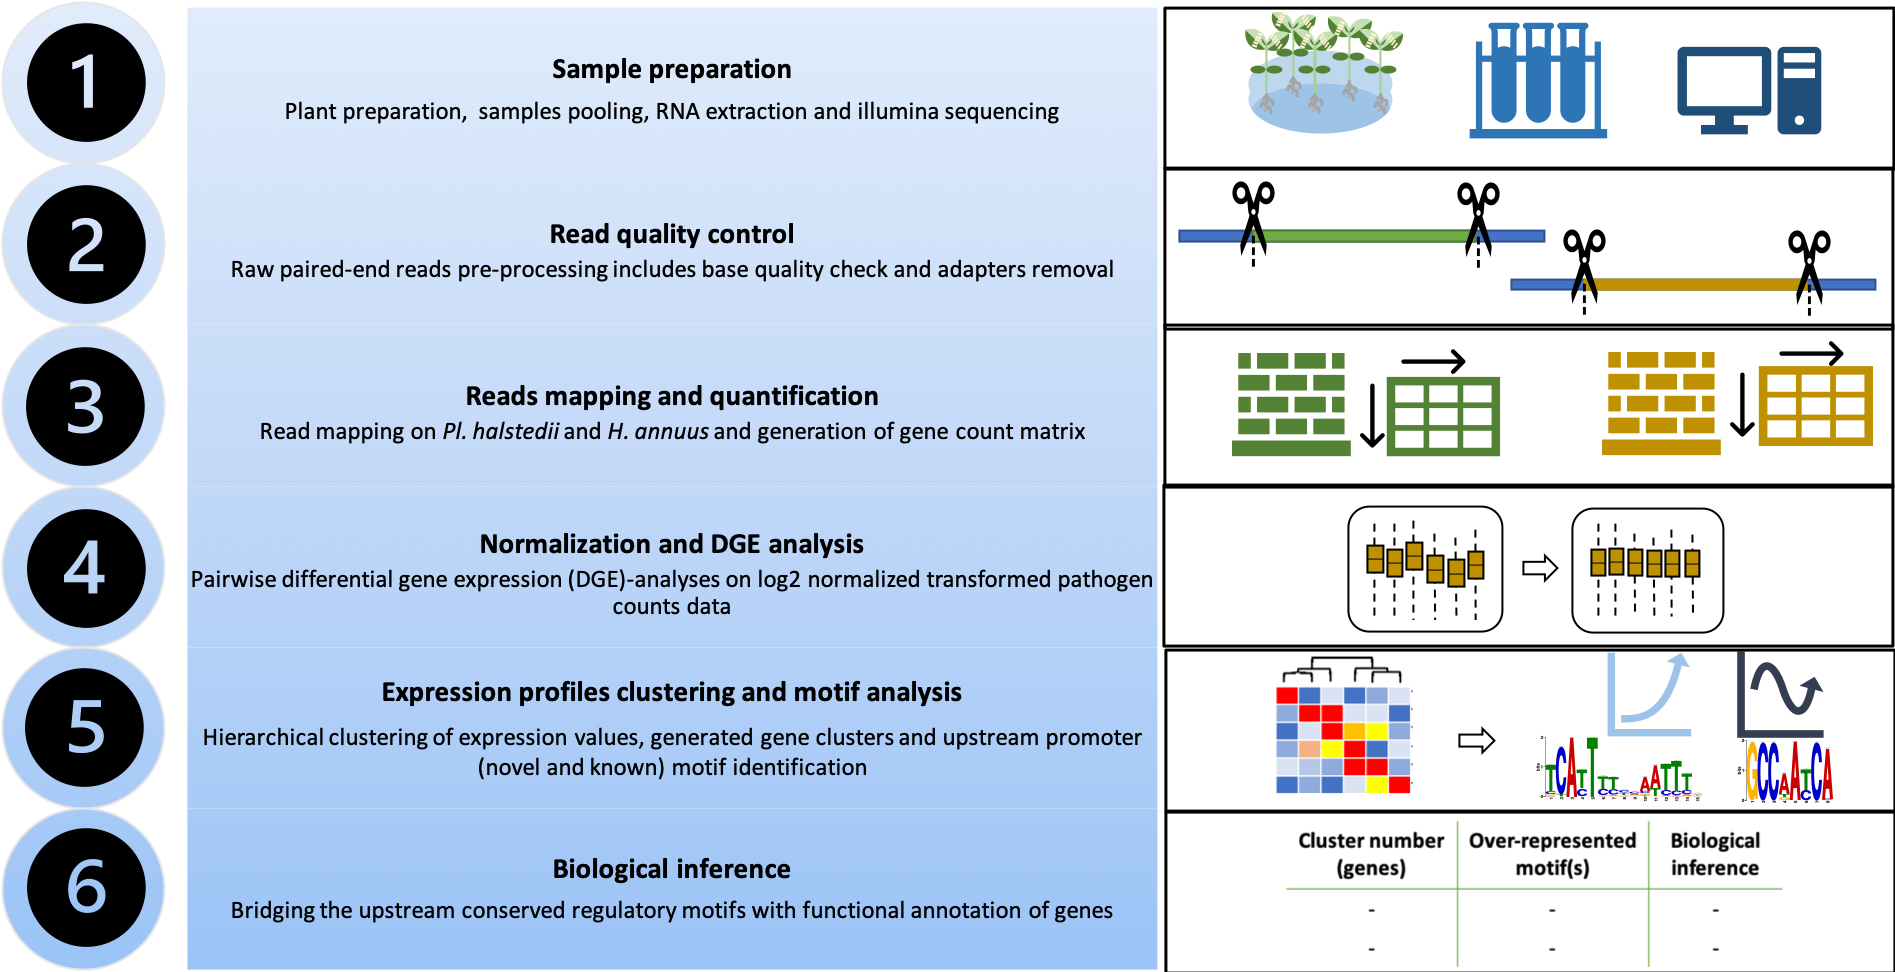 1
Sample preparation
Plant preparation, samples pooling, RNA extraction and illumina sequencing
2
Read quality control
Raw paired-end reads pre-processing includes base quality check and adapters removal
3
Reads mapping and quantification
Read mapping on Pl. halstedii and H. annuus and generation of gene count matrix
4
Normalization and DGE analysis
Pairwise differential gene expression (DGE)-analyses on log2 normalized transformed pathogen
counts data
5
Expression profiles clustering and motif analysis
Hierarchical clustering of expression values, generated gene clusters and upstream promoter
(novel and known) motif identification
6
Biological inference
Bridging the upstream conserved regulatory motifs with functional annotation of genes
Cluster number Over-represented Biological
(genes) motif(s) inference
- - -
- - -